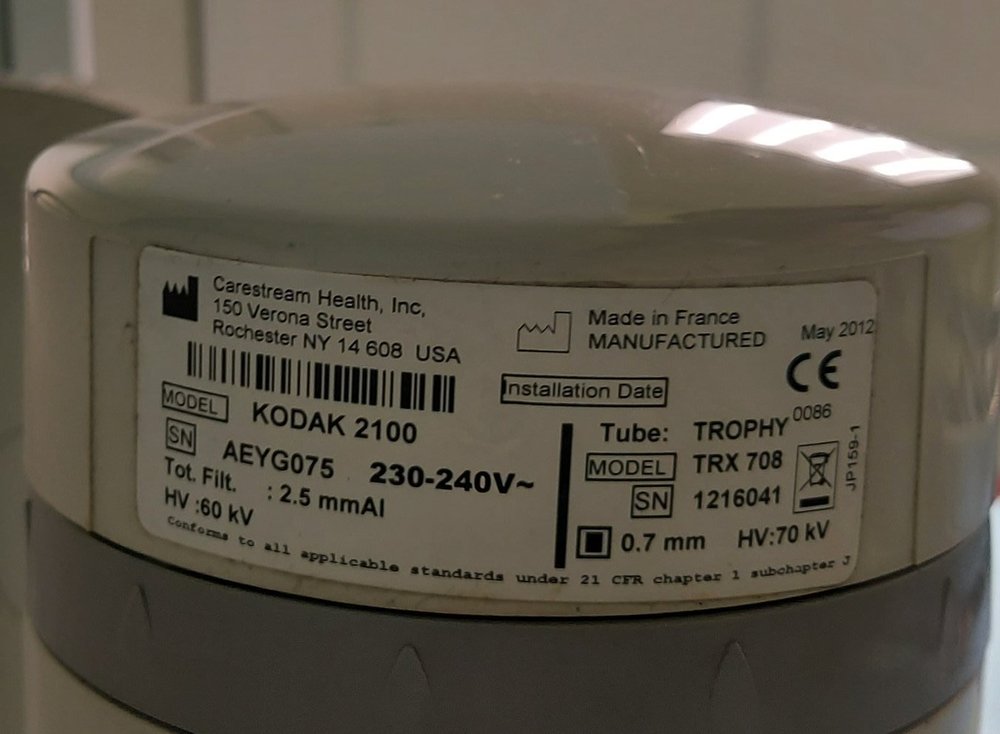 Carestream Health, Inc,
150 Verona Street
Rochester NY 14 608 USA
Made in France
MANUFACTURED May 2012
Installation Date
MODEL KODAK 2100
SN AEYG075 230-240V~
Tot. Filt. : 2.5 mmAl
HV :60 kV
Tube: TROPHY 0086
MODEL TRX 708
SN 1216041
0.7 mm HV:70 kV
JP159-1
Conforms to all applicable standards under 21 CFR chapter 1 subchapter J